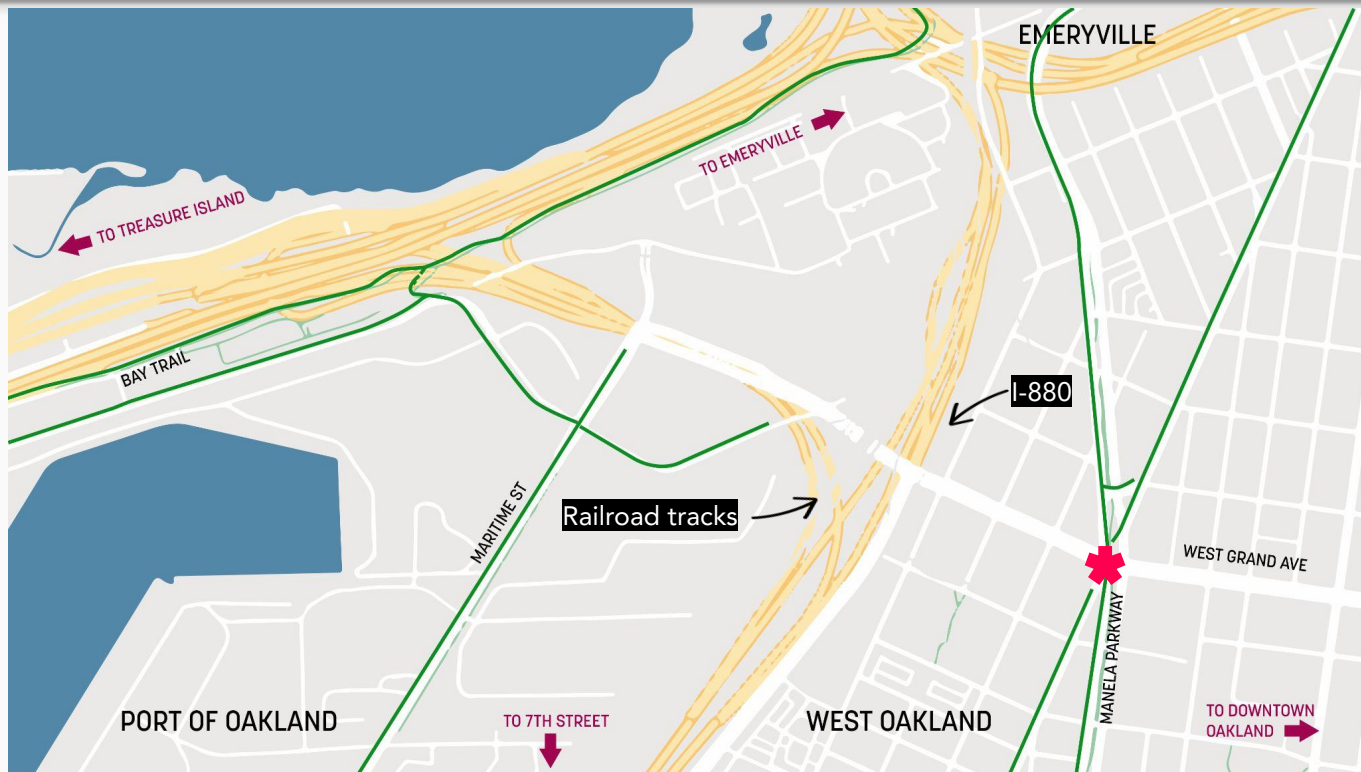 EMERYVILLE
TO EMERYVILLE
TO TREASURE ISLAND
BAY TRAIL
I-880
MARITIME ST
Railroad tracks
WEST GRAND AVE
MANELA PARKWAY
PORT OF OAKLAND
TO 7TH STREET
WEST OAKLAND
TO DOWNTOWN
OAKLAND